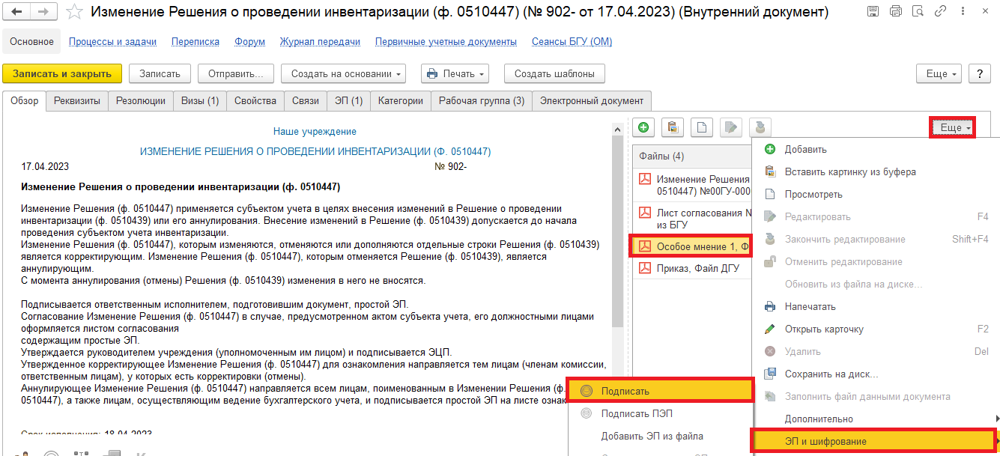 Изменение Решения о проведении инвентаризации (ф. 0510447) (№ 902- от 17.04.2023) (Внутренний документ)
Основное Процессы и задачи Переписка Форум Журнал передачи Первичные учетные документы Сеансы БГУ (ОМ)
Записать и закрыть Записать Отправить... Создать на основании Печать Создать шаблоны Еще ?
Обзор Реквизиты Резолюции Визы (1) Свойства Связи ЭП (1) Категории Рабочая группа (3) Электронный документ
Наше учреждение
ИЗМЕНЕНИЕ РЕШЕНИЯ О ПРОВЕДЕНИИ ИНВЕНТАРИЗАЦИИ (Ф. 0510447)
17.04.2023 № 902-
Изменение Решения о проведении инвентаризации (ф. 0510447)
Изменение Решения (ф. 0510447) применяется субъектом учета в целях внесения изменений в Решение о проведении
инвентаризации (ф. 0510439) или его аннулирования. Внесение изменений в Решение (ф. 0510439) допускается до начала
проведения субъектом учета инвентаризации.
Изменение Решения (ф. 0510447), которым изменяются, отменяются или дополняются отдельные строки Решения (ф. 0510439)
является корректирующим. Изменение Решения (ф. 0510447), которым отменяется Решение (ф. 0510439), является
аннулирующим.
С момента аннулирования (отмены) Решения (ф. 0510439) изменения в него не вносятся.
Подписывается ответственным исполнителем, подготовившим документ, простой ЭП.
Согласование Изменение Решения (ф. 0510447) в случае, предусмотренном актом субъекта учета, его должностными лицами
оформляется листом согласования
содержащим простые ЭП.
Утверждается руководителем учреждения (уполномоченным им лицом) и подписывается ЭЦП.
Утвержденное корректирующее Изменение Решения (ф. 0510447) для ознакомления направляется тем лицам (членам комиссии,
ответственным лицам), у которых есть корректировки (отмены).
Аннулирующее Изменение Решения (ф. 0510447) направляется всем лицам, поименованным в Изменении Решения (ф.
0510447), а также лицам, осуществляющим ведение бухгалтерского учета, и подписывается простой ЭП на листе ознак
Срок исполнения: 18.04.2023
Еще
Файлы (4)
Изменение Решения
0510447) №00ГУ-000
Лист согласования N
из БГУ
Особое мнение 1, Ф
Приказ, Файл ДГУ
Добавить
Вставить картинку из буфера
Просмотреть
Редактировать F4
Закончить редактирование Shift+F4
Отменить редактирование
Обновить из файла на диске...
Напечатать
Открыть карточку F2
Удалить Del
Сохранить на диск...
Заполнить файл данными документа
Дополнительно
ЭП и шифрование
Подписать
Подписать ПЭП
Добавить ЭП из файла